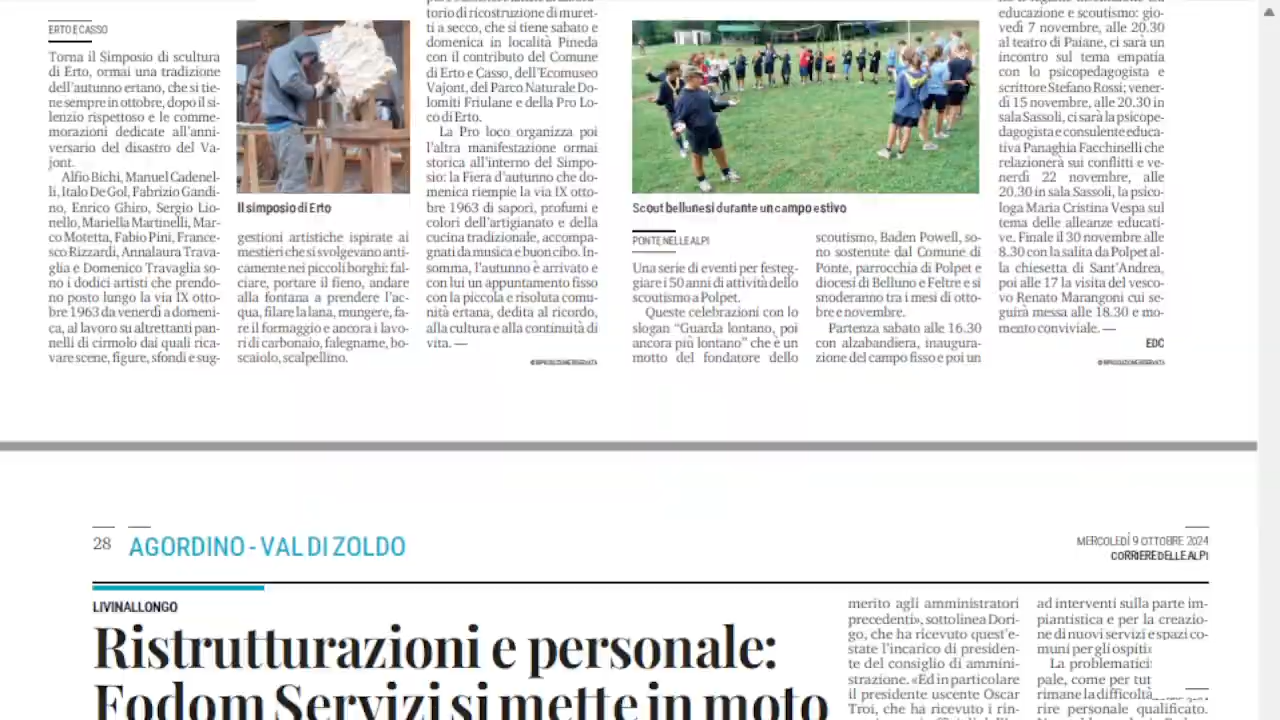 ERTO E CASSO
Torna il Simposio di scultura
di Erto, ormai una tradizione
dell'autunno ertano, che si tie-
ne sempre in ottobre, dopo il si-
lenzio rispettoso e le comme-
morazioni dedicate all'anni-
versario del disastro del Va-
jont.
Alfio Bichi, Manuel Cadenel-
li, Italo De Gol, Fabrizio Gandi-
no, Enrico Ghiro, Sergio Lio-
nello, Mariella Martinelli, Mar-
co Motetta, Fabio Pini, France-
sco Rizzardi, Annalaura Trava-
glia e Domenico Travaglia so-
no i dodici artisti che prendo-
no posto lungo la via IX otto-
bre 1963 da venerdì a domeni-
ca, al lavoro su altrettanti pan-
nelli di cirmolo dai quali rica-
vare scene, figure, sfondi e sug-
Il simposio di Erto
gestioni artistiche ispirate ai
mestieri che si svolgevano anti-
camente nei piccoli borghi: fal-
ciare, portare il fieno, andare
alla fontana a prendere l'ac-
qua, filare la lana, mungere, fa-
re il formaggio e ancora i lavo-
ri di carbonaio, falegname, bo-
scaiolo, scalpellino.
torio di ricostruzione di muret-
ti a secco, che si tiene sabato e
domenica in località Pineda
con il contributo del Comune
di Erto e Casso, dell'Ecomuseo
Vajont, del Parco Naturale Do-
lomiti Friulane e della Pro Lo-
co di Erto.
La Pro loco organizza poi
l'altra manifestazione ormai
storica all'interno del Simpo-
sio: la Fiera d'autunno che do-
menica riempie la via IX otto-
bre 1963 di sapori, profumi e
colori dell'artigianato e della
cucina tradizionale, accompa-
gnati da musica e buon cibo. In-
somma, l'autunno è arrivato e
con lui un appuntamento fisso
con la piccola e risoluta comu-
nità ertana, dedita al ricordo,
alla cultura e alla continuità di
vita. —
©RIPRODUZIONE RISERVATA
Scout bellunesi durante un campo estivo
PONTE NELLE ALPI
Una serie di eventi per festeg-
giare i 50 anni di attività dello
scoutismo a Polpet.
Queste celebrazioni con lo
slogan "Guarda lontano, poi
ancora più lontano" che è un
motto del fondatore dello
scoutismo, Baden Powell, so-
no sostenute dal Comune di
Ponte, parrocchia di Polpet e
diocesi di Belluno e Feltre e si
snoderanno tra i mesi di otto-
bre e novembre.
Partenza sabato alle 16.30
con alzabandiera, inaugura-
zione del campo fisso e poi un
educazione e scoutismo: gio-
vedì 7 novembre, alle 20.30
al teatro di Paiane, ci sarà un
incontro sul tema empatia
con lo psicopedagogista e
scrittore Stefano Rossi; vener-
dì 15 novembre, alle 20.30 in
sala Sassoli, ci sarà la psicope-
dagogista e consulente educa-
tiva Panaghia Facchinelli che
relazionerà sui conflitti e ve-
nerdì 22 novembre, alle
20.30 in sala Sassoli, la psico-
loga Maria Cristina Vespa sul
tema delle alleanze educati-
ve. Finale il 30 novembre alle
8.30 con la salita da Polpet al-
la chiesetta di Sant'Andrea,
poi alle 17 la visita del vesco-
vo Renato Marangoni cui se-
guirà messa alle 18.30 e mo-
mento conviviale. —
EDC
©RIPRODUZIONE RISERVATA
28 AGORDINO - VAL DI ZOLDO
MERCOLEDÌ 9 OTTOBRE 2024
CORRIERE DELLE ALPI
LIVINALLONGO
Ristrutturazioni e personale:
Fodom Servizi si mette in moto
merito agli amministratori
precedenti», sottolinea Dori-
go, che ha ricevuto quest'e-
state l'incarico di presiden-
te del consiglio di ammini-
strazione. «Ed in particolare
il presidente uscente Oscar
Troi, che ha ricevuto i rin-
ad interventi sulla parte im-
piantistica e per la creazio-
ne di nuovi servizi e spazi co-
muni per gli ospiti
La problematici
pale, come per tut
rimane la difficoltà
rire personale qualificato.